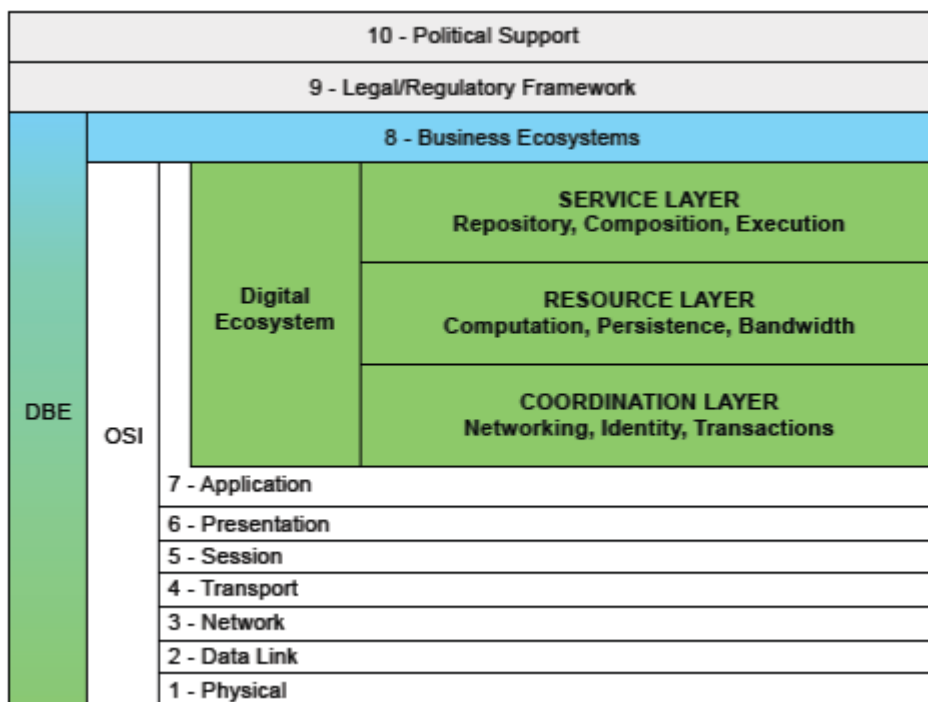 10 - Political Support
9 - Legal/Regulatory Framework
8 - Business Ecosystems
SERVICE LAYER
Repository, Composition, Execution
Digital
Ecosystem
RESOURCE LAYER
Computation, Persistence, Bandwidth
COORDINATION LAYER
Networking, Identity, Transactions
DBE
OSI
7 - Application
6 - Presentation
5 - Session
4 - Transport
3 - Network
2 - Data Link
1 - Physical